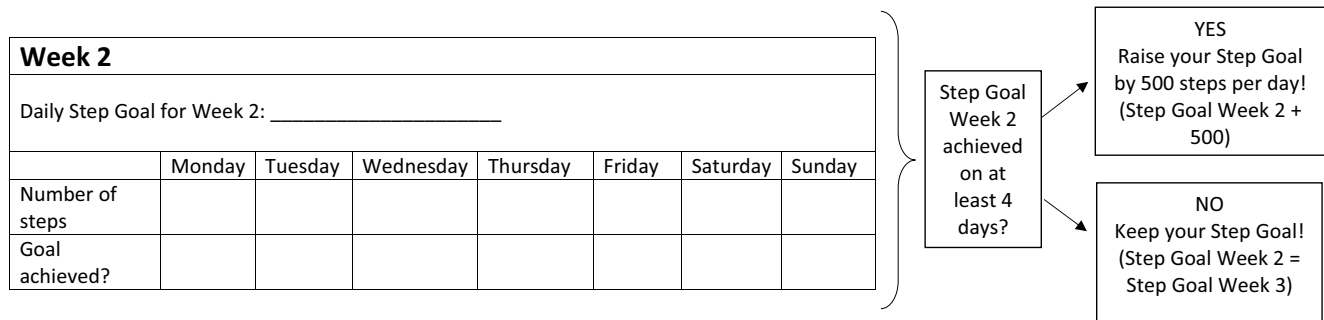 Week 2
Daily Step Goal for Week 2: _____________________
Monday Tuesday Wednesday Thursday Friday Saturday Sunday
Number of
steps
Goal
achieved?
Step Goal
Week 2
achieved
on at
least 4
days?
YES
Raise your Step Goal
by 500 steps per day!
(Step Goal Week 2 +
500)
NO
Keep your Step Goal!
(Step Goal Week 2 =
Step Goal Week 3)